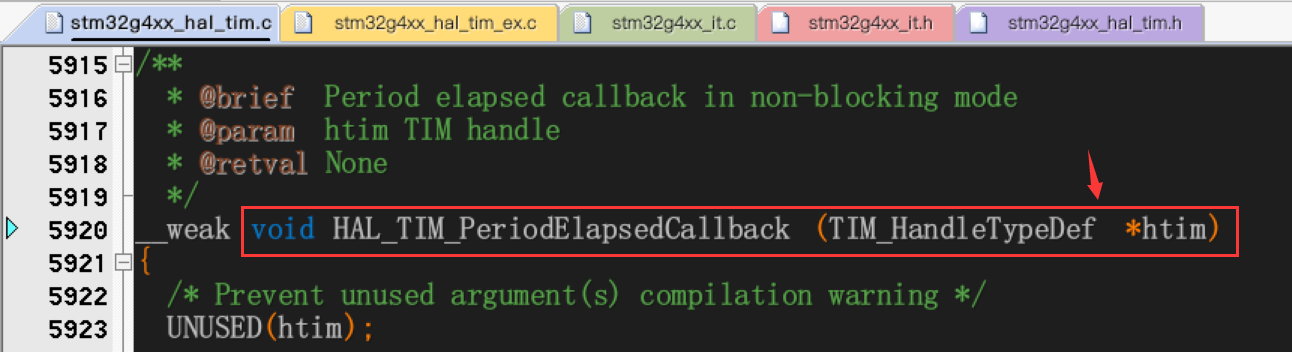 stm32g4xx_hal_tim.c stm32g4xx_hal_tim_ex.c stm32g4xx_it.c stm32g4xx_it.h stm32g4xx_hal_tim.h
5915 /**
5916 * @brief  Period elapsed callback in non-blocking mode
5917 * @param  htim TIM handle
5918 * @retval None
5919 */
5920 __weak void HAL_TIM_PeriodElapsedCallback (TIM_HandleTypeDef *htim)
5921 {
5922 /* Prevent unused argument(s) compilation warning */
5923 UNUSED(htim);